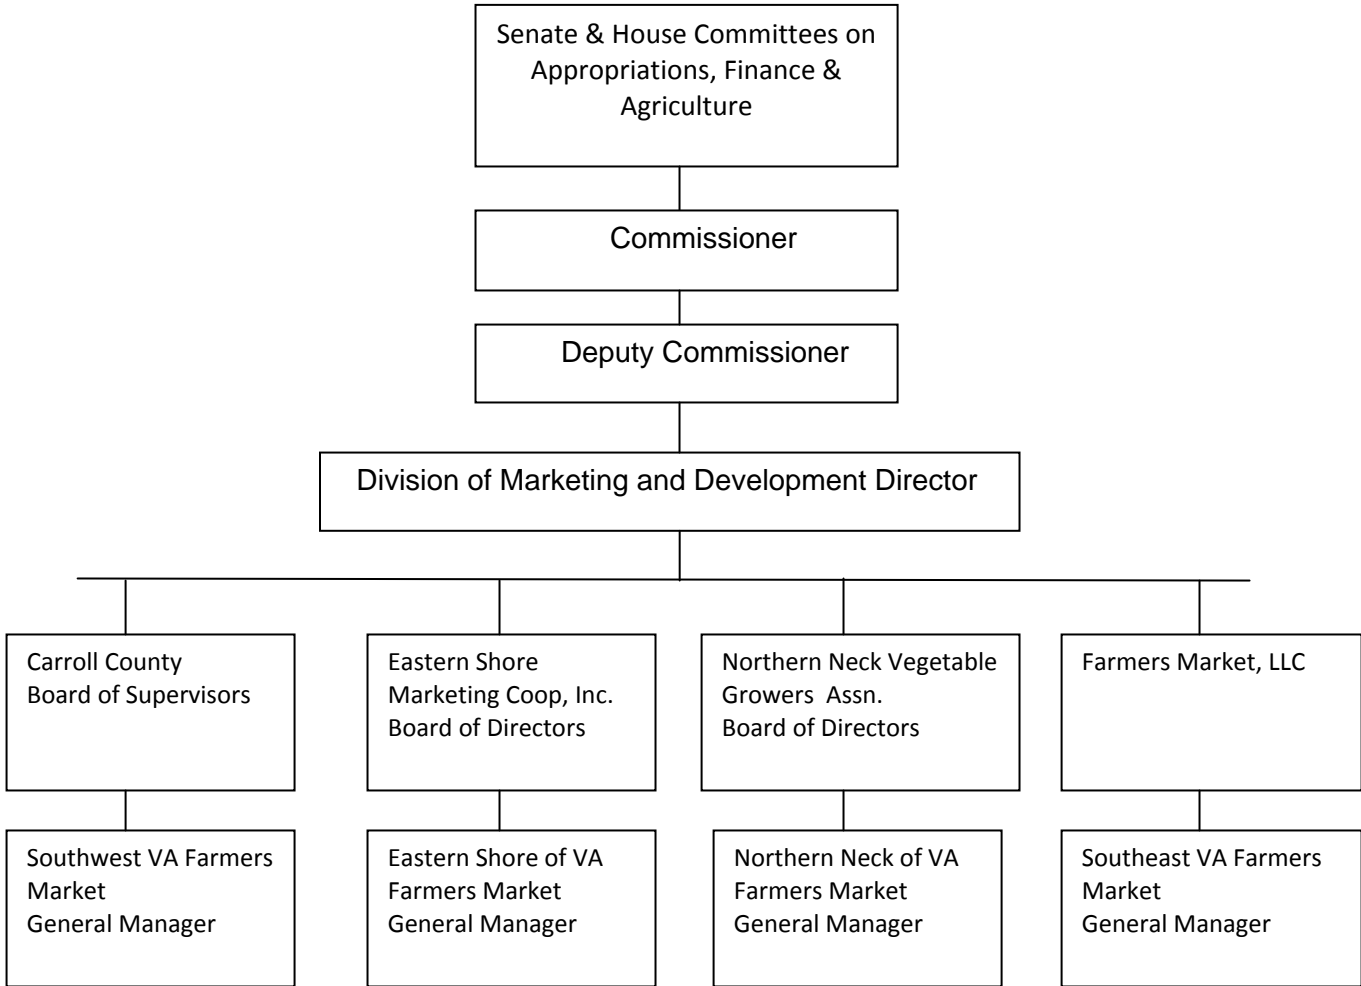 Senate & House Committees on
Appropriations, Finance &
Agriculture
Commissioner
Deputy Commissioner
Division of Marketing and Development Director
Carroll County
Board of Supervisors
Eastern Shore
Marketing Coop, Inc.
Board of Directors
Northern Neck Vegetable
Growers Assn.
Board of Directors
Farmers Market, LLC
Southwest VA Farmers
Market
General Manager
Eastern Shore of VA
Farmers Market
General Manager
Northern Neck of VA
Farmers Market
General Manager
Southeast VA Farmers
Market
General Manager